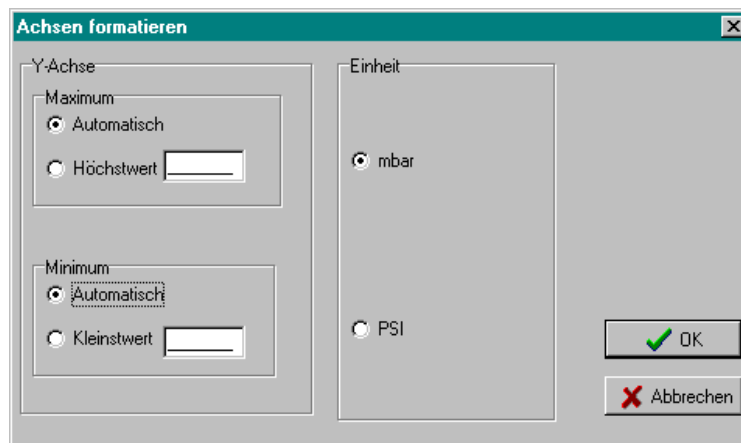 Achsen formatieren
Y-Achse
Maximum
Automatisch
Höchstwert
Minimum
Automatisch
Kleinstwert
Einheit
mbar
PSI
OK
Abbrechen